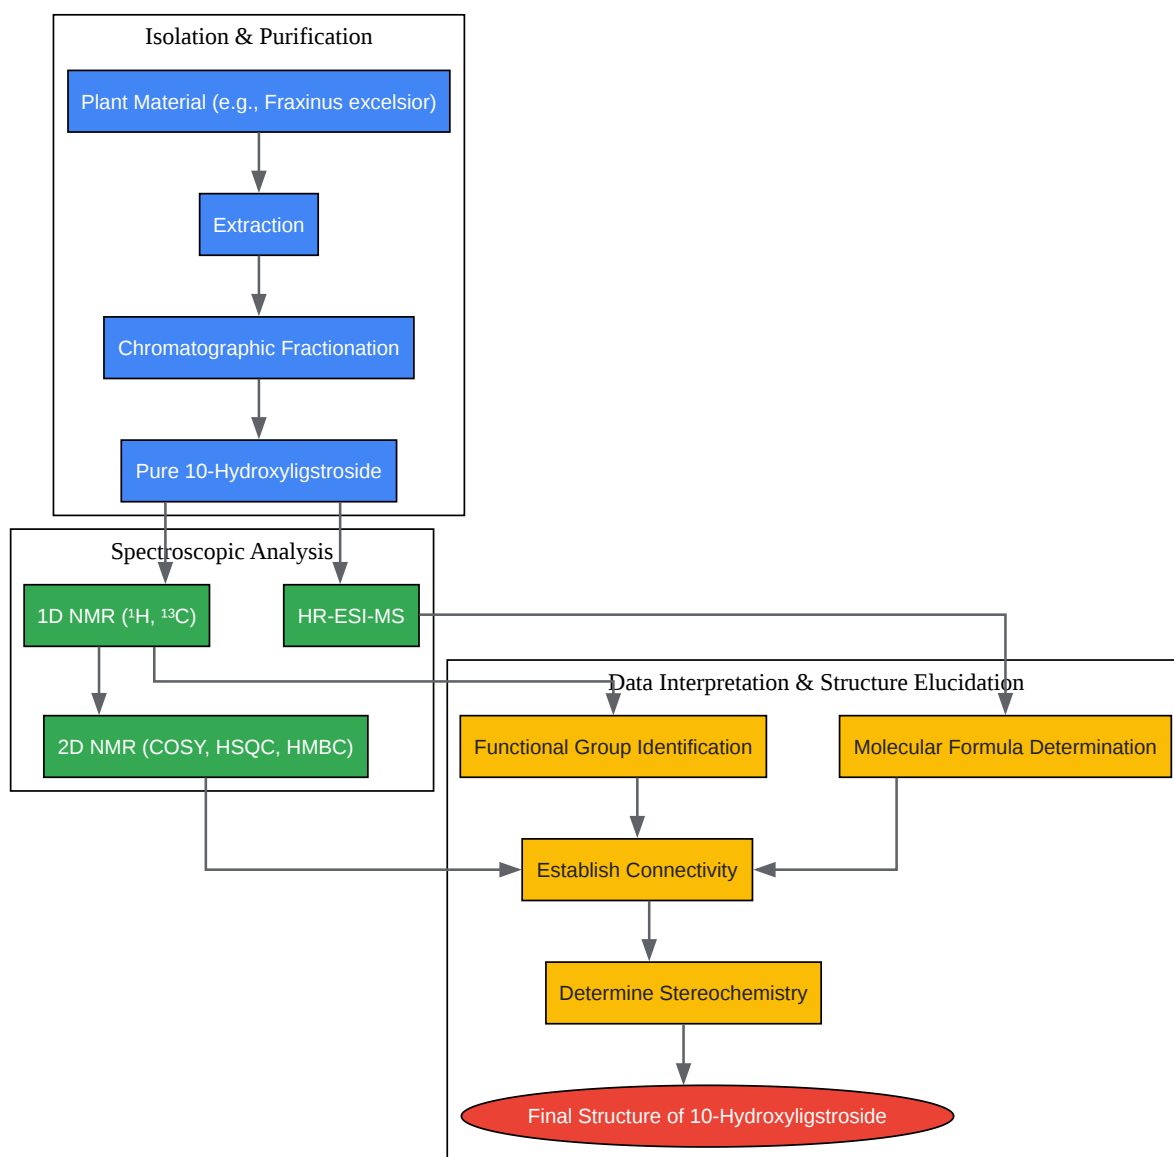 Isolation & Purification
Plant Material (e.g., Fraxinus excelsior)
Extraction
Chromatographic Fractionation
Pure 10-Hydroxyligstroside
Spectroscopic Analysis
1D NMR (¹H, ¹³C)
HR-ESI-MS
Data Interpretation & Structure Elucidation
2D NMR (COSY, HSQC, HMBC)
Functional Group Identification
Molecular Formula Determination
Establish Connectivity
Determine Stereochemistry
Final Structure of 10-Hydroxyligstroside